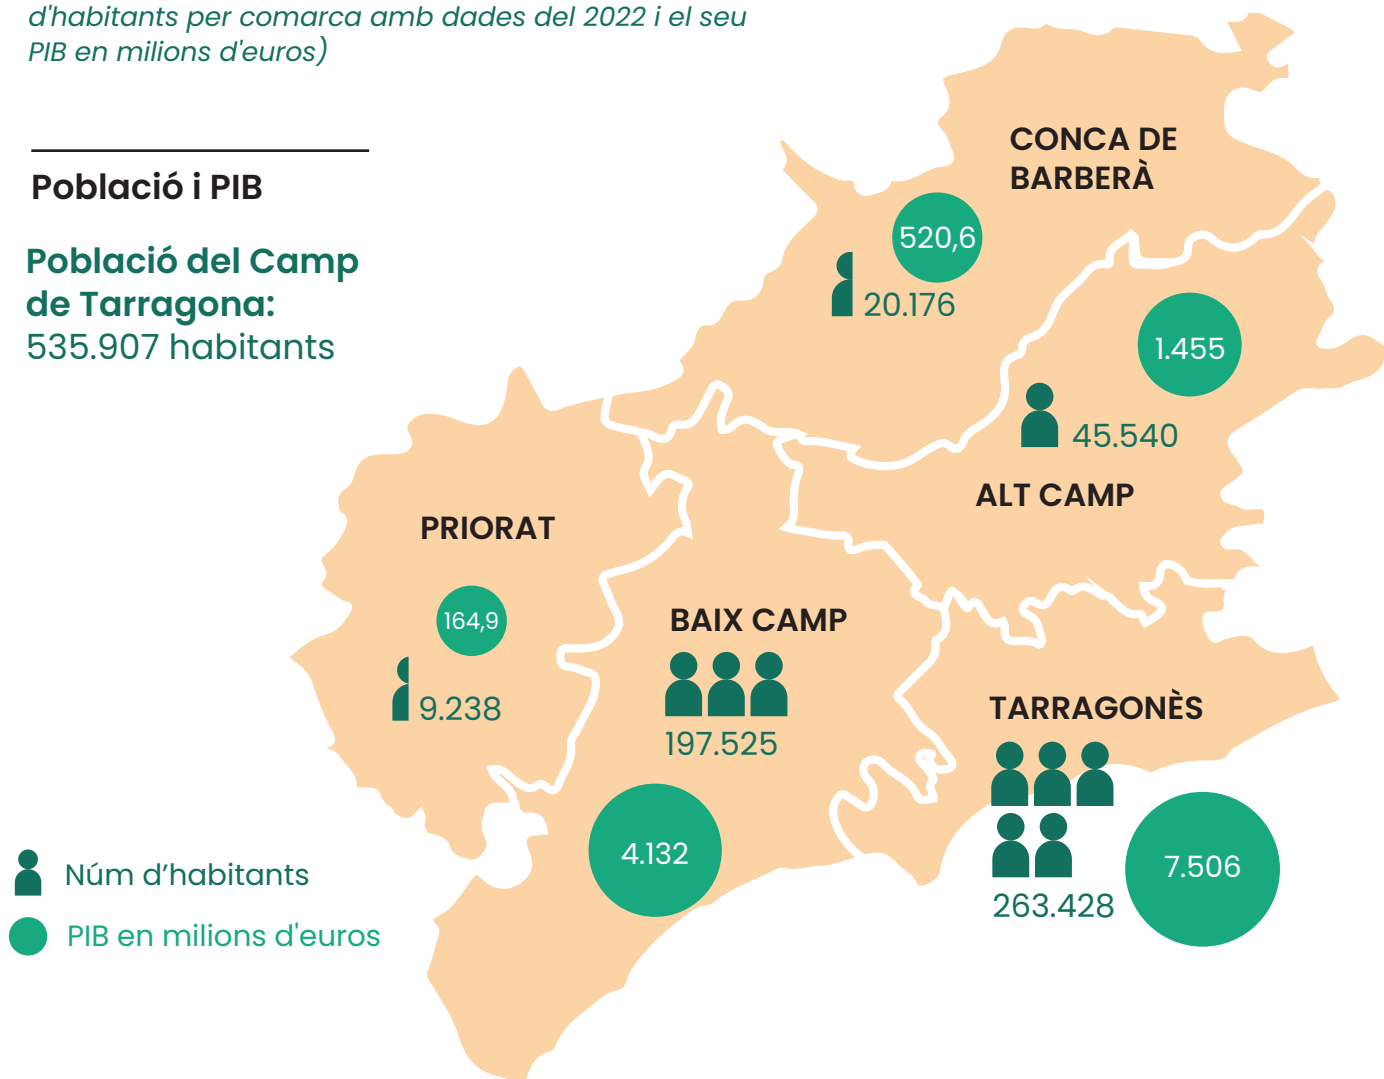 d'habitants per comarca amb dades del 2022 i el seu
PIB en milions d'euros)
Població i PIB
Població del Camp
de Tarragona:
535.907 habitants
CONCA DE
BARBERÀ
520,6
20.176
1.455
45.540
ALT CAMP
PRIORAT
164,9
9.238
BAIX CAMP
197.525
4.132
TARRAGONÈS
263.428
7.506
Núm d’habitants
PIB en milions d'euros